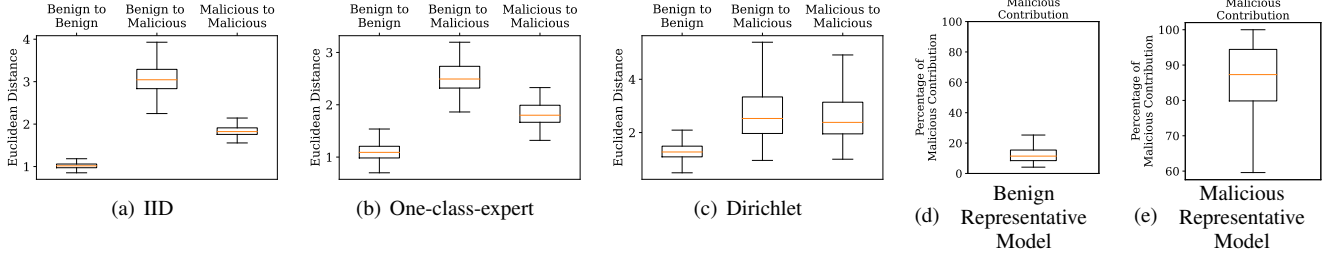 Benign to
Benign
Benign to
Malicious
Malicious to
Malicious
Euclidean Distance
4
3
2
1
(a) IID
Benign to
Benign
Benign to
Malicious
Malicious to
Malicious
Euclidean Distance
3
2
1
(b) One-class-expert
Benign to
Benign
Benign to
Malicious
Malicious to
Malicious
Euclidean Distance
4
2
(c) Dirichlet
Malicious
Contribution
Percentage of
Malicious Contribution
100
80
60
40
20
0
(d) Benign
Representative
Model
Malicious
Contribution
Percentage of
Malicious Contribution
100
90
80
70
60
(e) Malicious
Representative
Model